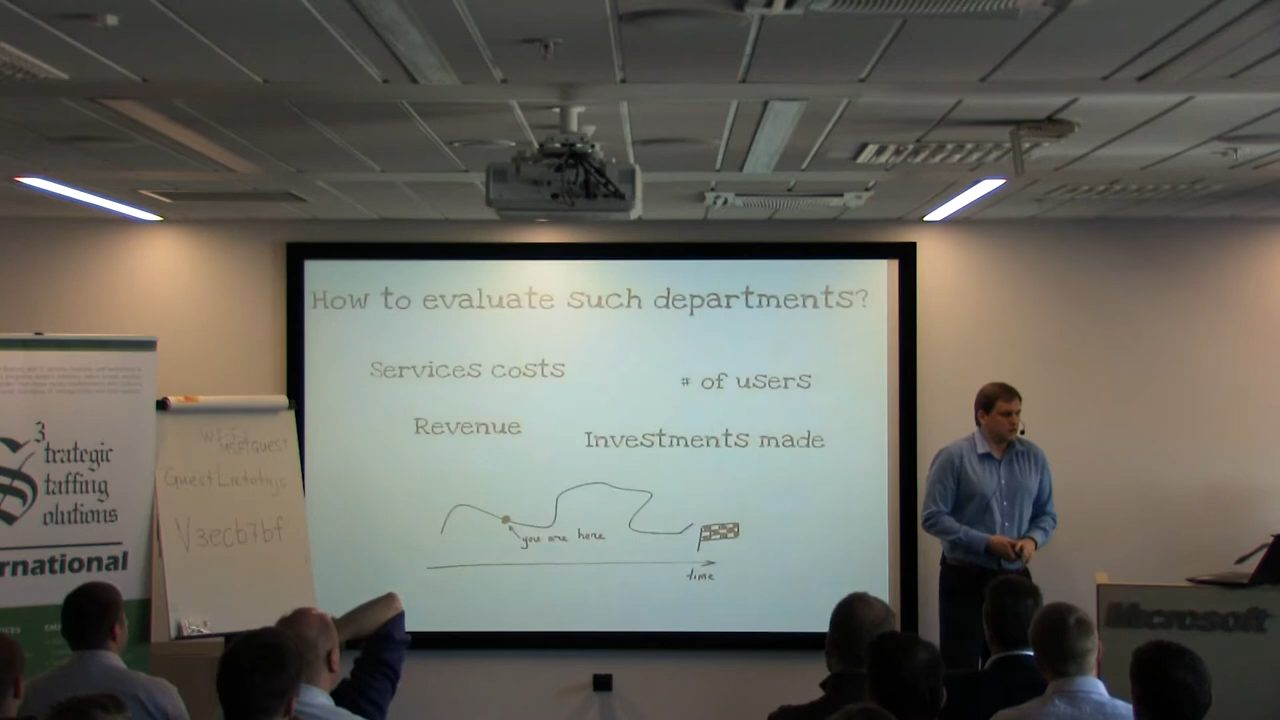 How to evaluate such departments?
Services costs
# of users
Revenue
Investments made
you are here
time
3
Strategic
Staffing
Solutions
rnational
V3ecb7bf
Microsoft